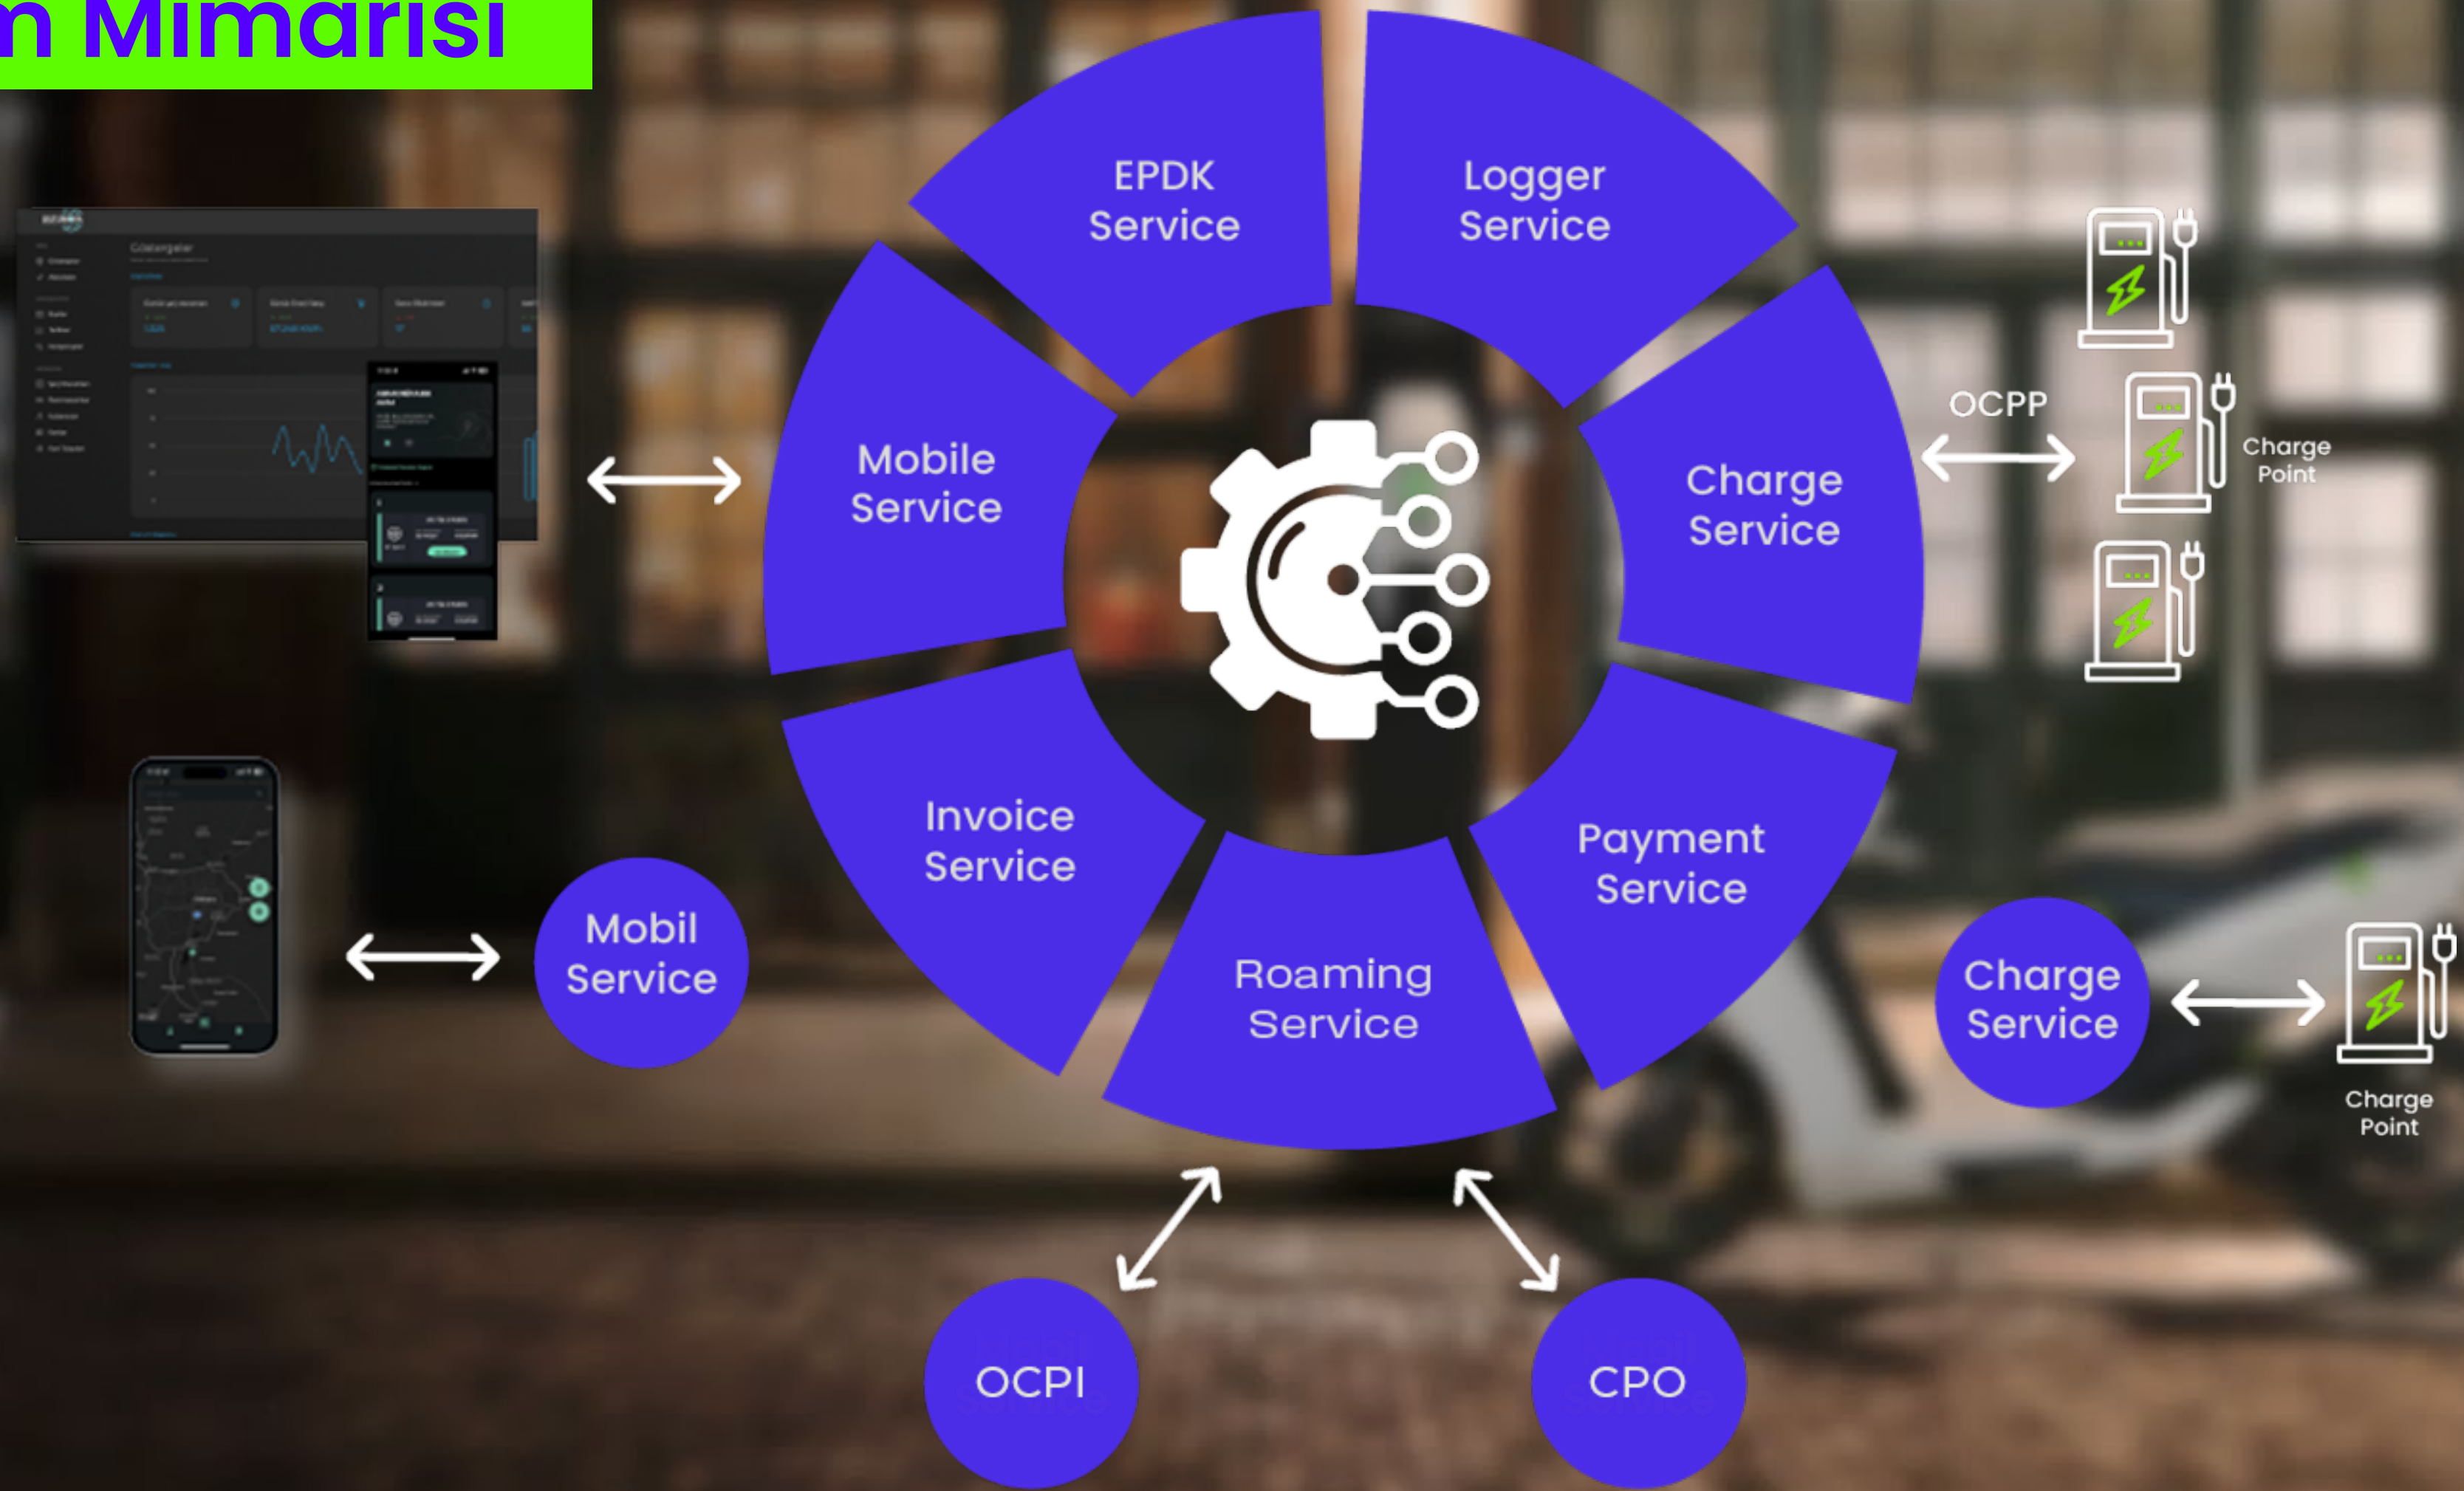 m Mimarisi
EPDK
Service
Logger
Service
Mobile
Service
Charge
Service
OCPP
Charge
Point
Invoice
Service
Payment
Service
Roaming
Service
Mobil
Service
Charge
Service
Charge
Point
OCPI
CPO
Göstergeler